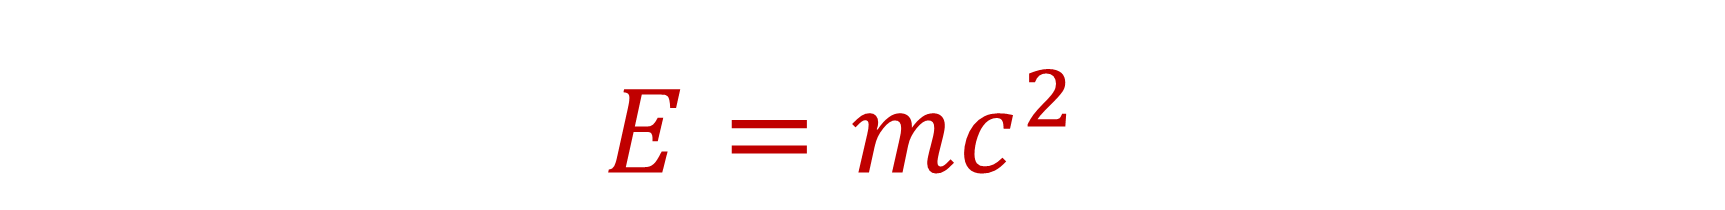 E = mc²